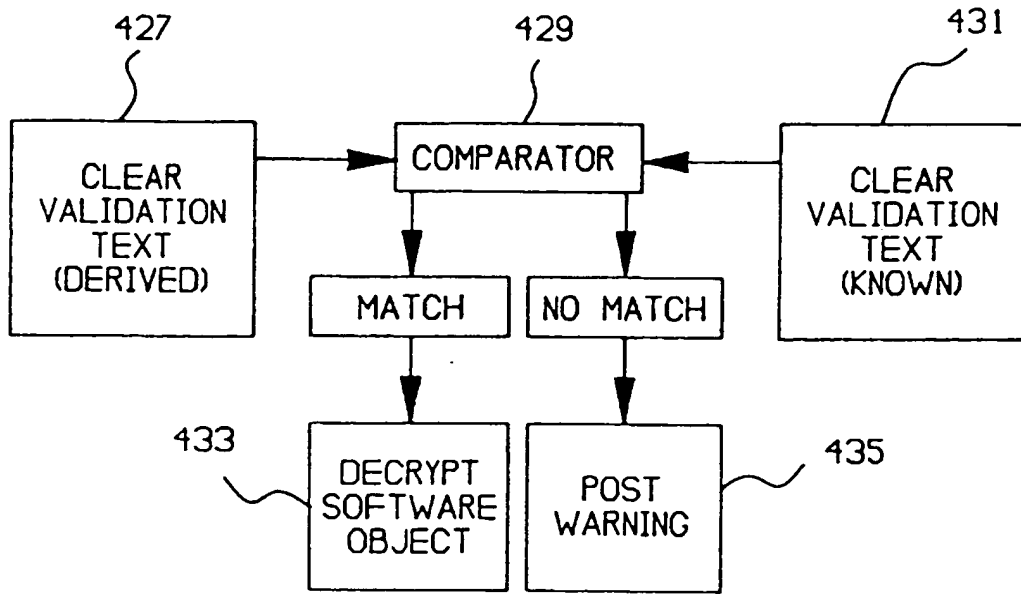 427
429
431
CLEAR
VALIDATION
TEXT
(DERIVED)
COMPARATOR
CLEAR
VALIDATION
TEXT
(KNOWN)
MATCH
NO MATCH
433
DECRYPT
SOFTWARE
OBJECT
POST
WARNING
435